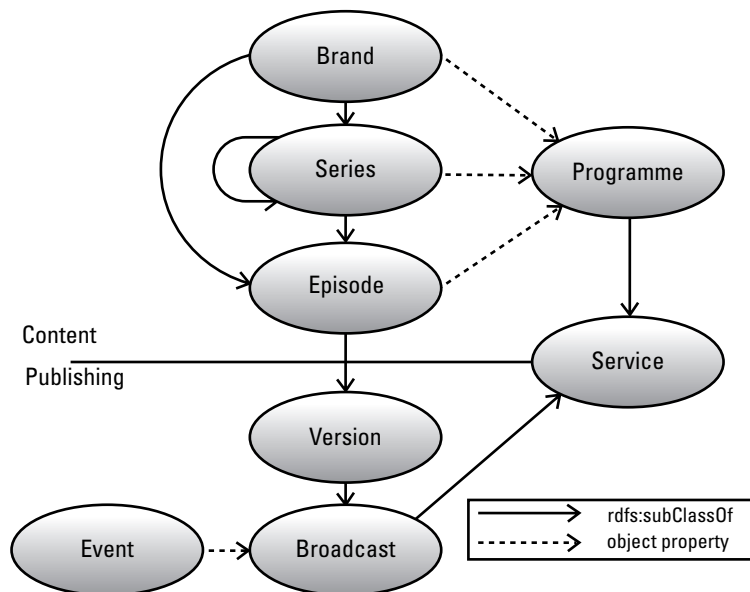 Brand
Series
Programme
Episode
Content
Publishing
Service
Version
Event
Broadcast
rdfs:subClassOf
object property